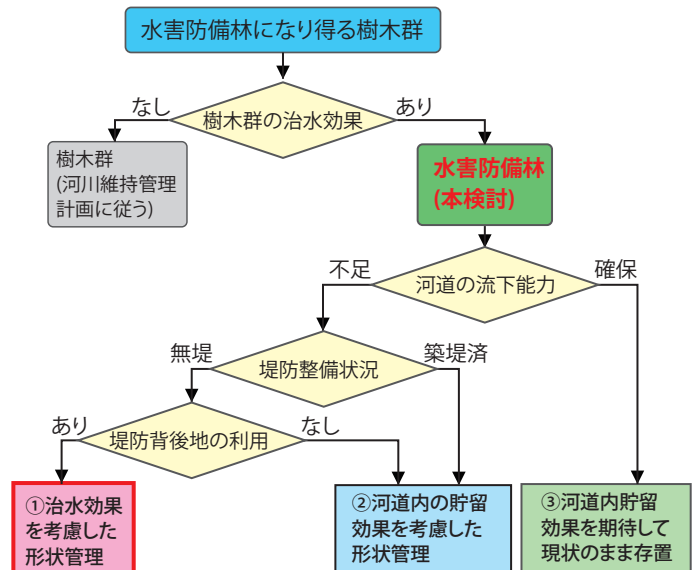 水害防備林になり得る樹木群
なし
あり
樹木群の治水効果
樹木群
(河川維持管理
計画に従う)
水害防備林
(本検討)
不足
確保
河道の流下能力
無堤
築堤済
堤防整備状況
あり
なし
堤防背後地の利用
①治水効果
を考慮した
形状管理
②河道内の貯留
効果を考慮した
形状管理
③河道内貯留
効果を期待して
現状のまま存置